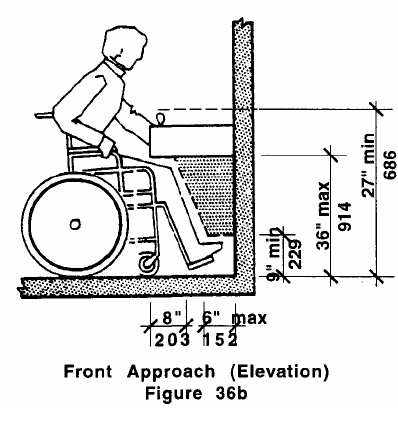 9" min
229
36" max
914
27" min
686
8" 6" max
203 152
Front Approach (Elevation)
Figure 36b